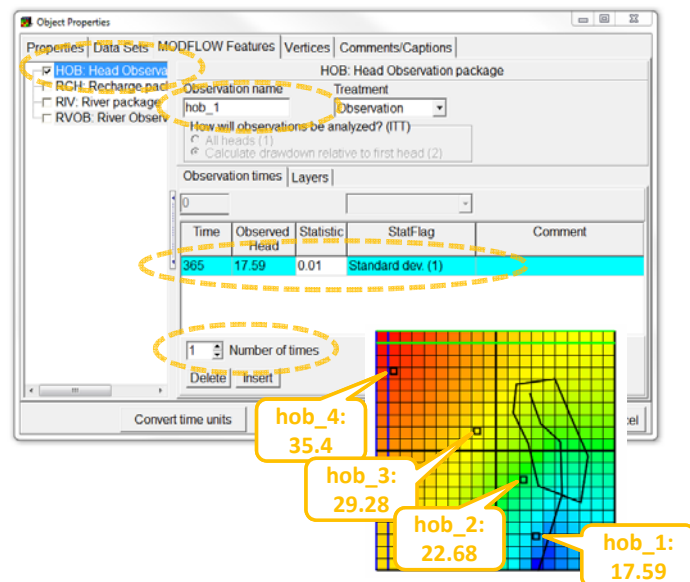 Object Properties
Properties Data Sets MODFLOW Features Vertices Comments/Captions
HOB: Head Observa
RCH: Recharge pack
RIV: River package
RVOB: River Observ
HOB: Head Observation package
Observation name Treatment
hob_1 Observation
How will observations be analyzed? (ITT)
All heads (1)
Calculate drawdown relative to first head (2)
Observation times Layers
0
Time Observed Head Statistic StatFlag Comment
365 17.59 0.01 Standard dev. (1)
1 Number of times
Delete Insert
Convert time units
cel
hob_4:
35.4
hob_3:
29.28
hob_2:
22.68
hob_1:
17.59